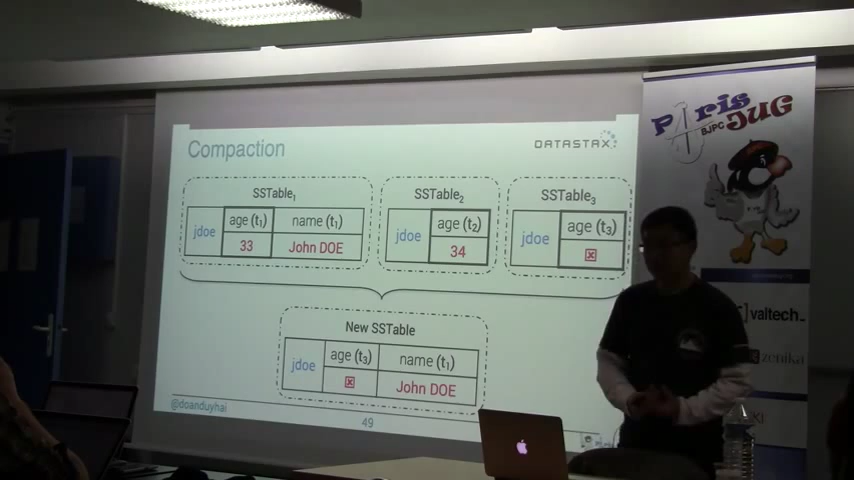 Compaction
DATASTAX
SSTable1
jdoe
age (t1)
name (t1)
33
John DOE
SSTable2
jdoe
age (t2)
34
SSTable3
jdoe
age (t3)
New SSTable
jdoe
age (t3)
name (t1)
John DOE
@doanduyhai
49
Paris
BJPC
JUG
valtech_
zenika